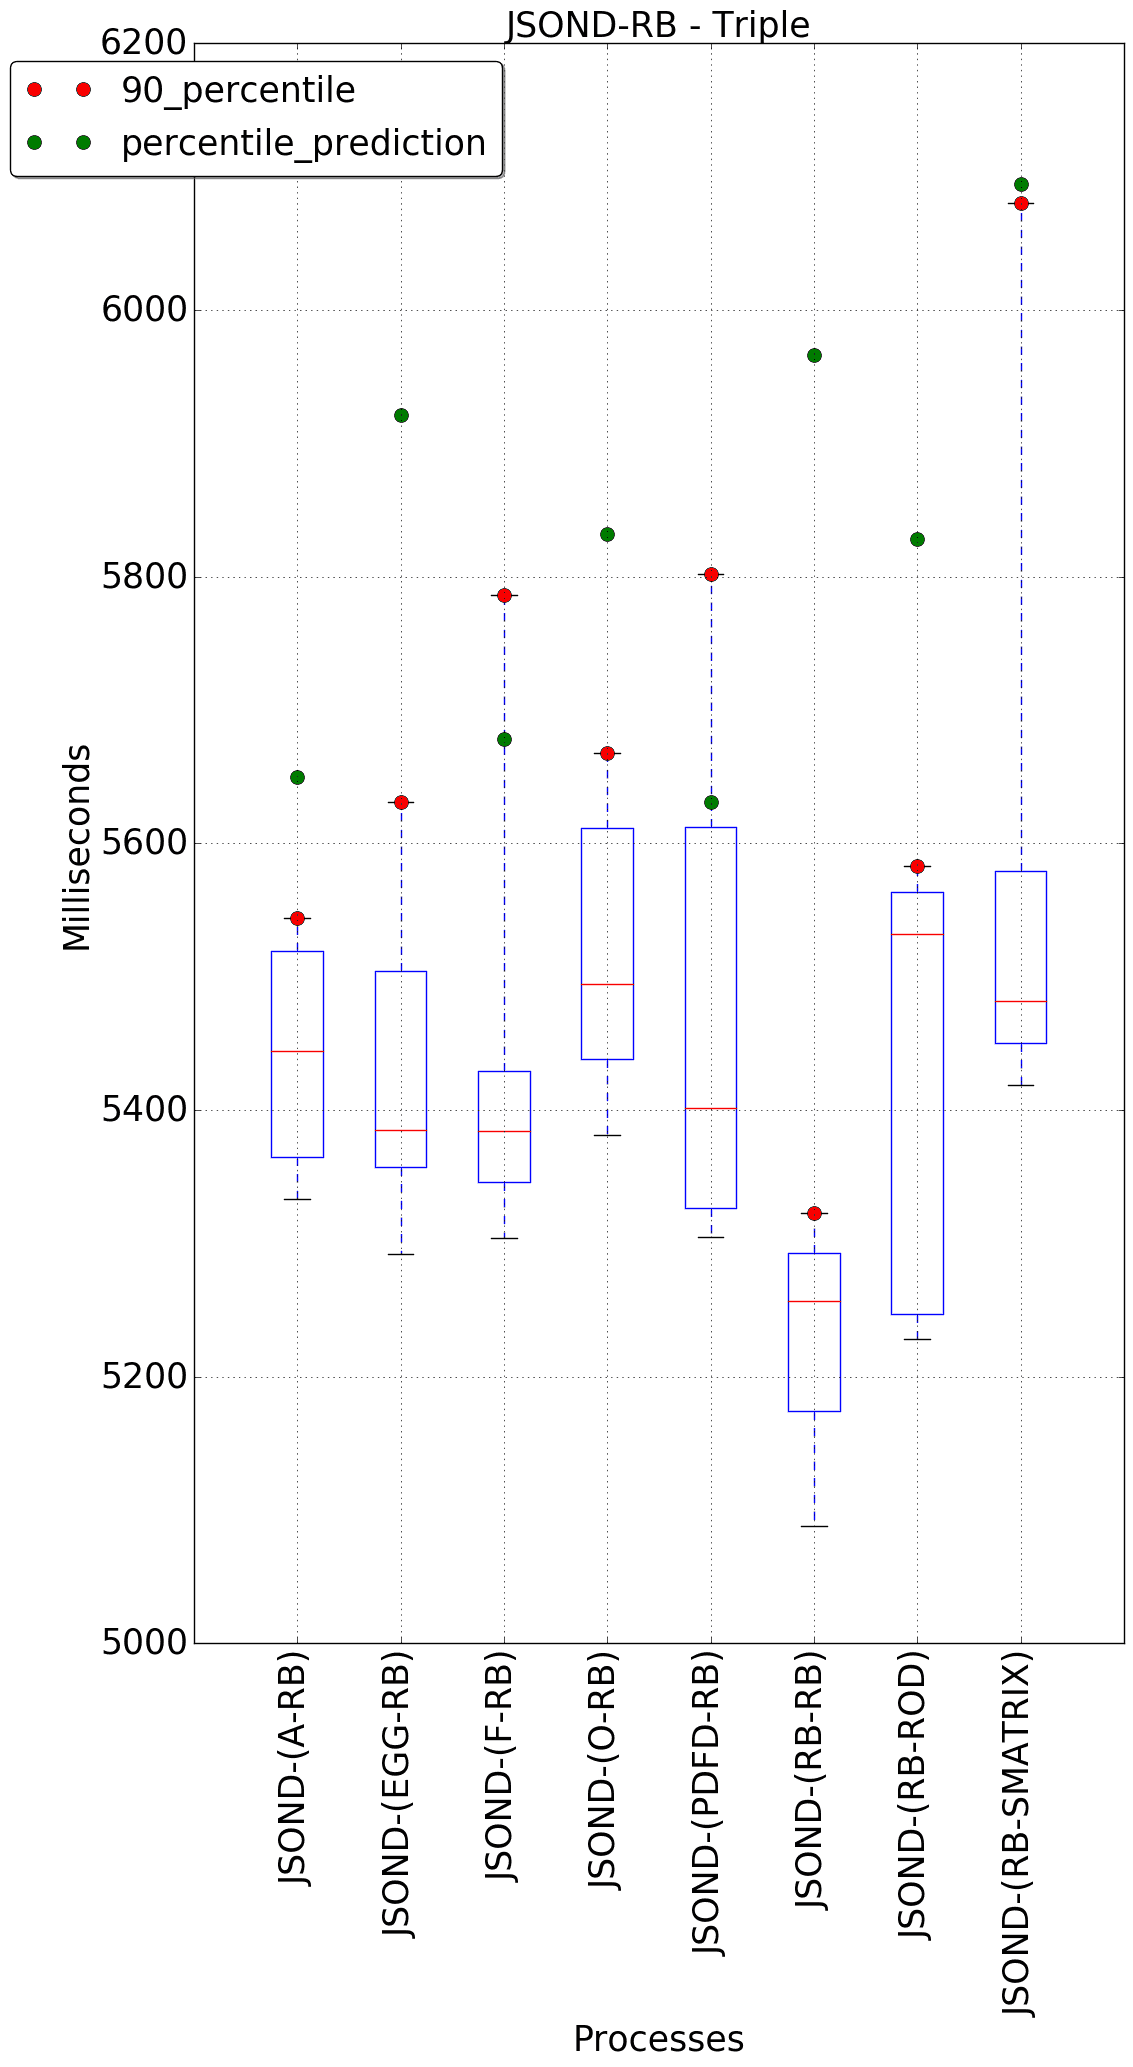 JSOND-RB - Triple
90_percentile
percentile_prediction
6200
6000
5800
5600
5400
5200
5000
Milliseconds
JSOND-(A-RB)
JSOND-(EGG-RB)
JSOND-(F-RB)
JSOND-(O-RB)
JSOND-(PDFD-RB)
JSOND-(RB-RB)
JSOND-(RB-ROD)
JSOND-(RB-SMATRIX)
Processes